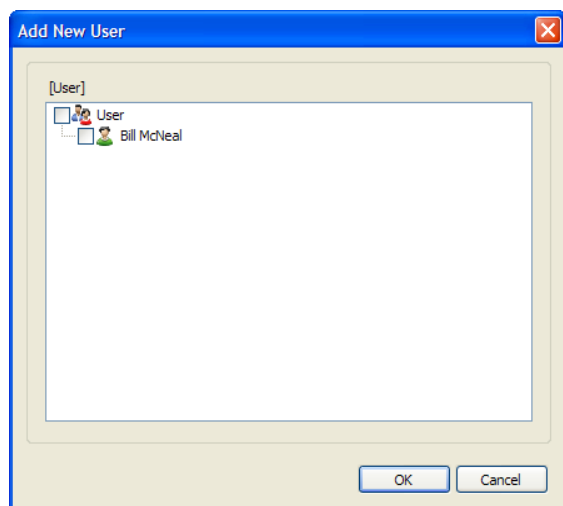 Add New User
[User]
User
Bill McNeal
OK
Cancel